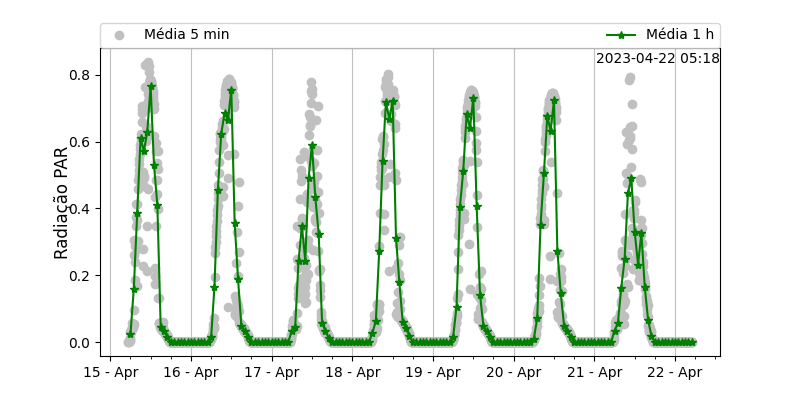 Média 5 min
Média 1 h
2023-04-22 05:18
Radiação PAR
0.8
0.6
0.4
0.2
0.0
15 - Apr
16 - Apr
17 - Apr
18 - Apr
19 - Apr
20 - Apr
21 - Apr
22 - Apr